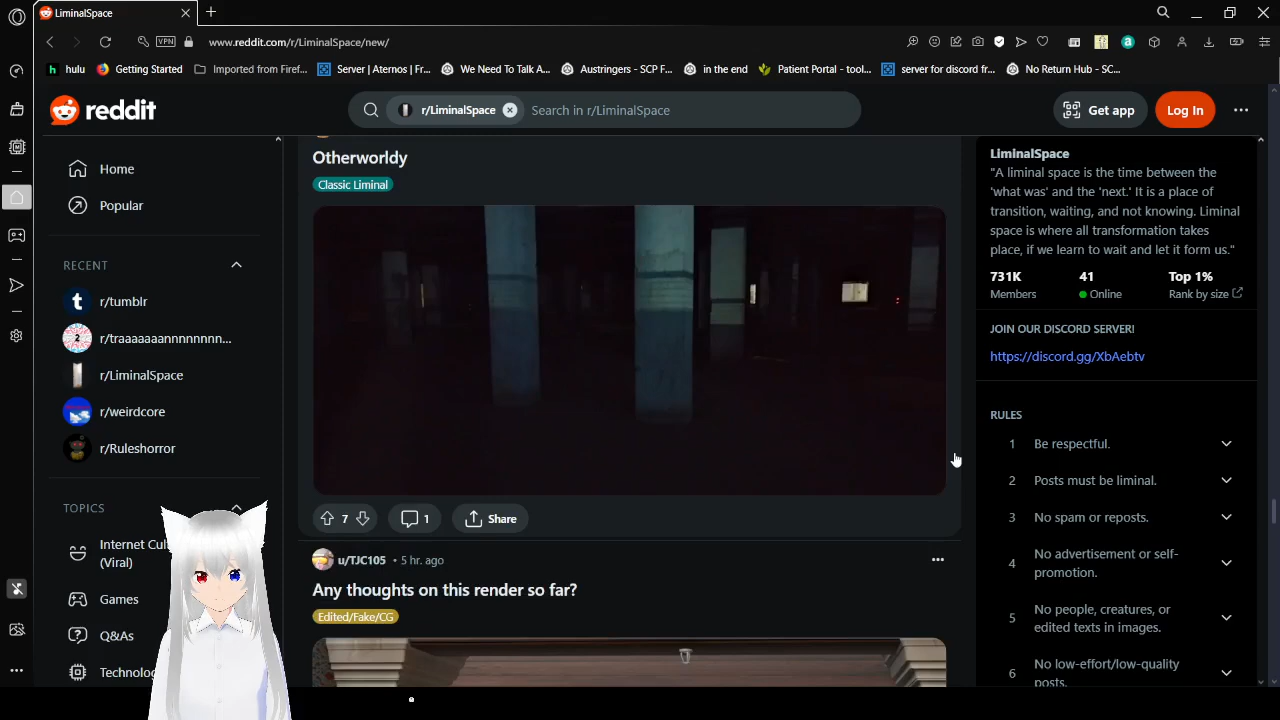 LiminalSpace
VPN
www.reddit.com/r/LiminalSpace/new/
hulu
Getting Started
Imported from Firef...
Server | Aternos | Fr...
We Need To Talk A...
Austringers - SCP F...
in the end
Patient Portal - tool...
server for discord fr...
No Return Hub - SC...
reddit
r/LiminalSpace
Search in r/LiminalSpace
Get app
Log In
Home
Popular
RECENT
r/tumblr
r/traaaaaaannnnnnnn...
r/LiminalSpace
r/weirdcore
r/Ruleshorror
TOPICS
Internet Cul
(Viral)
Games
Q&As
Technolo
Otherworldy
Classic Liminal
7
1
Share
u/TJC105 • 5 hr. ago
Any thoughts on this render so far?
Edited/Fake/CG
LiminalSpace
"A liminal space is the time between the
'what was' and the 'next.' It is a place of
transition, waiting, and not knowing. Liminal
space is where all transformation takes
place, if we learn to wait and let it form us."
731K 41 Top 1%
Members Online Rank by size
JOIN OUR DISCORD SERVER!
https://discord.gg/XbAebtv
RULES
1 Be respectful.
2 Posts must be liminal.
3 No spam or reposts.
4 No advertisement or self-
promotion.
5 No people, creatures, or
edited texts in images.
6 No low-effort/low-quality
posts.